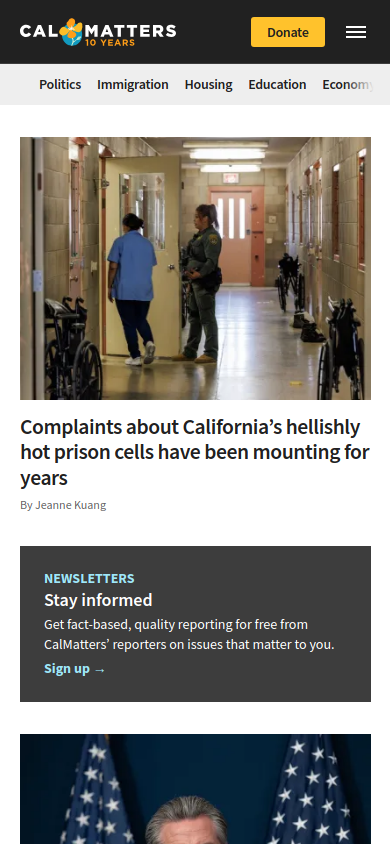 CALMATTERS
10 YEARS
Donate
Politics Immigration Housing Education Economy
Complaints about California’s hellishly
hot prison cells have been mounting for
years
By Jeanne Kuang
NEWSLETTERS
Stay informed
Get fact-based, quality reporting for free from
CalMatters’ reporters on issues that matter to you.
Sign up →